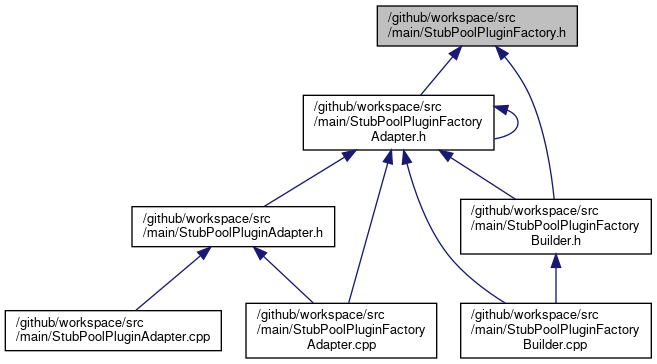 /github/workspace/src
/main/StubPoolPluginFactory.h
/github/workspace/src
/main/StubPoolPluginFactory
Adapter.h
/github/workspace/src
/main/StubPoolPluginAdapter.h
/github/workspace/src
/main/StubPoolPluginFactory
Builder.h
/github/workspace/src
/main/StubPoolPluginAdapter.cpp
/github/workspace/src
/main/StubPoolPluginFactory
Adapter.cpp
/github/workspace/src
/main/StubPoolPluginFactory
Builder.cpp